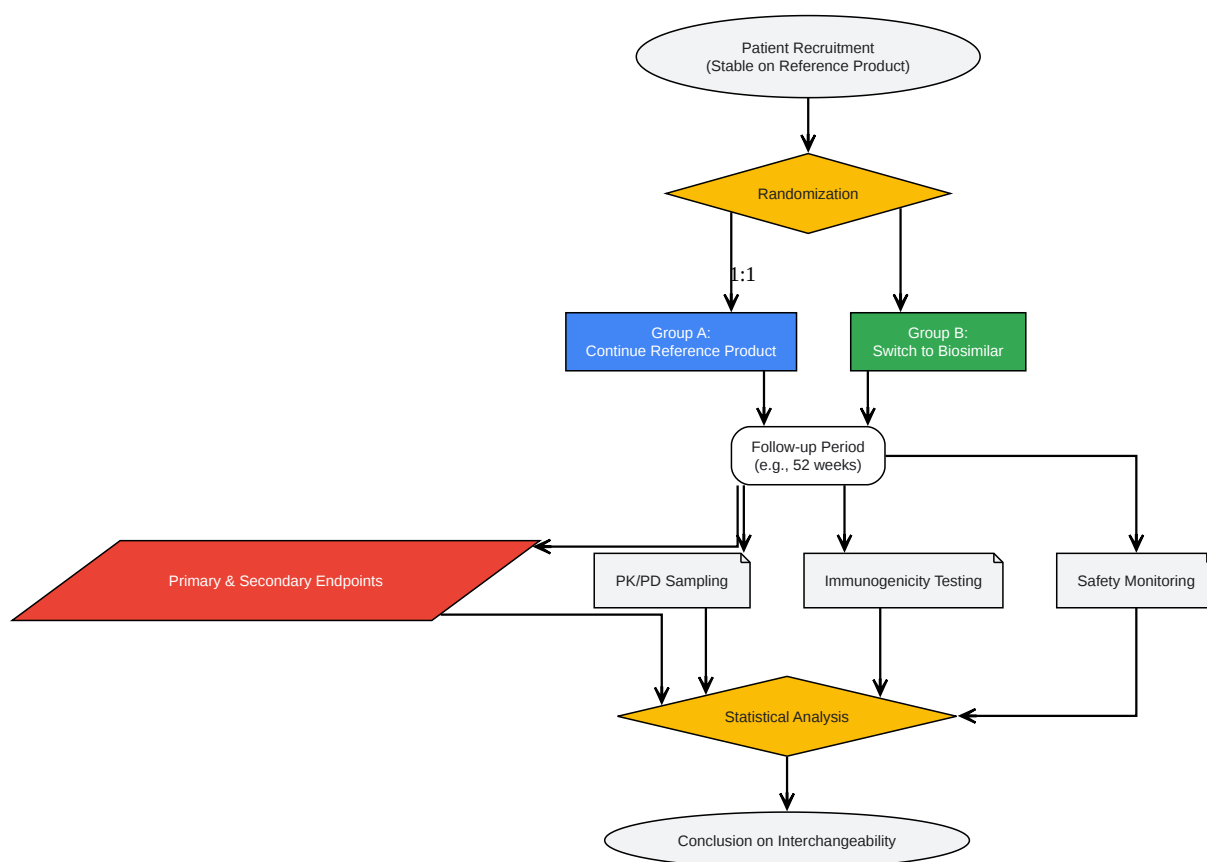 Patient Recruitment
(Stable on Reference Product)
Randomization
1:1
Group A:
Continue Reference Product
Group B:
Switch to Biosimilar
Follow-up Period
(e.g., 52 weeks)
Primary & Secondary Endpoints
PK/PD Sampling
Immunogenicity Testing
Safety Monitoring
Statistical Analysis
Conclusion on Interchangeability